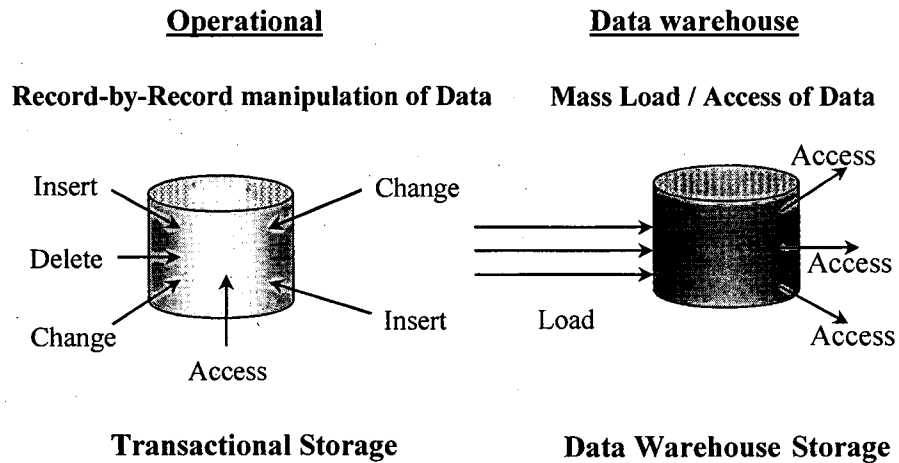 Operational
Data warehouse
Record-by-Record manipulation of Data
Mass Load / Access of Data
Insert
Change
Delete
Change
Insert
Access
Access
Access
Load
Access
Transactional Storage
Data Warehouse Storage